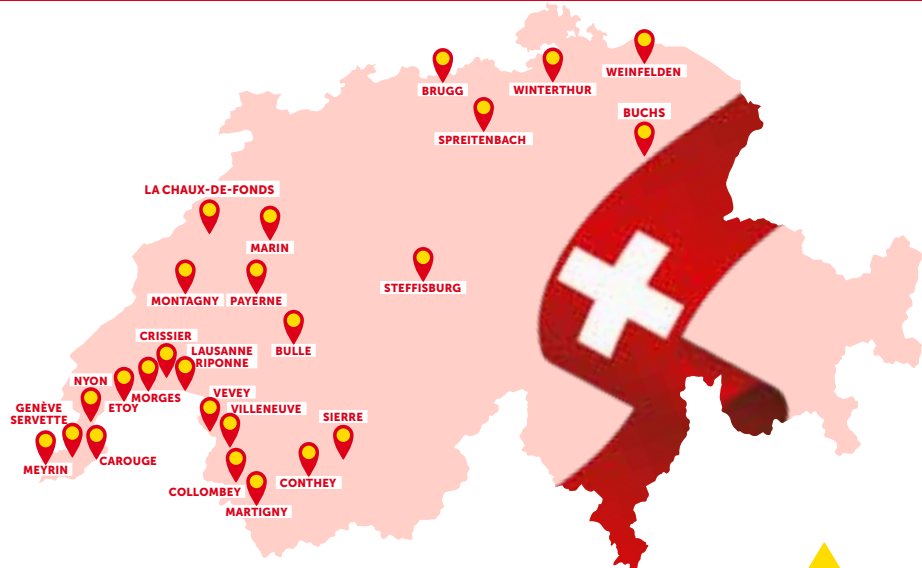 WEINFELDEN
BRUGG
WINTERTHUR
BUCHS
SPREITENBACH
LA CHAUX-DE-FONDS
MARIN
STEFFISBURG
MONTAGNY
PAYERNE
CRISSIER
BULLE
LAUSANNE
RIPONNE
NYON
MORGES
ETOY
VEVEY
GENÈVE
SERVETTE
VILLENEUVE
SIERRE
CAROUGE
MEYRIN
CONTHEY
COLLOMBEY
MARTIGNY